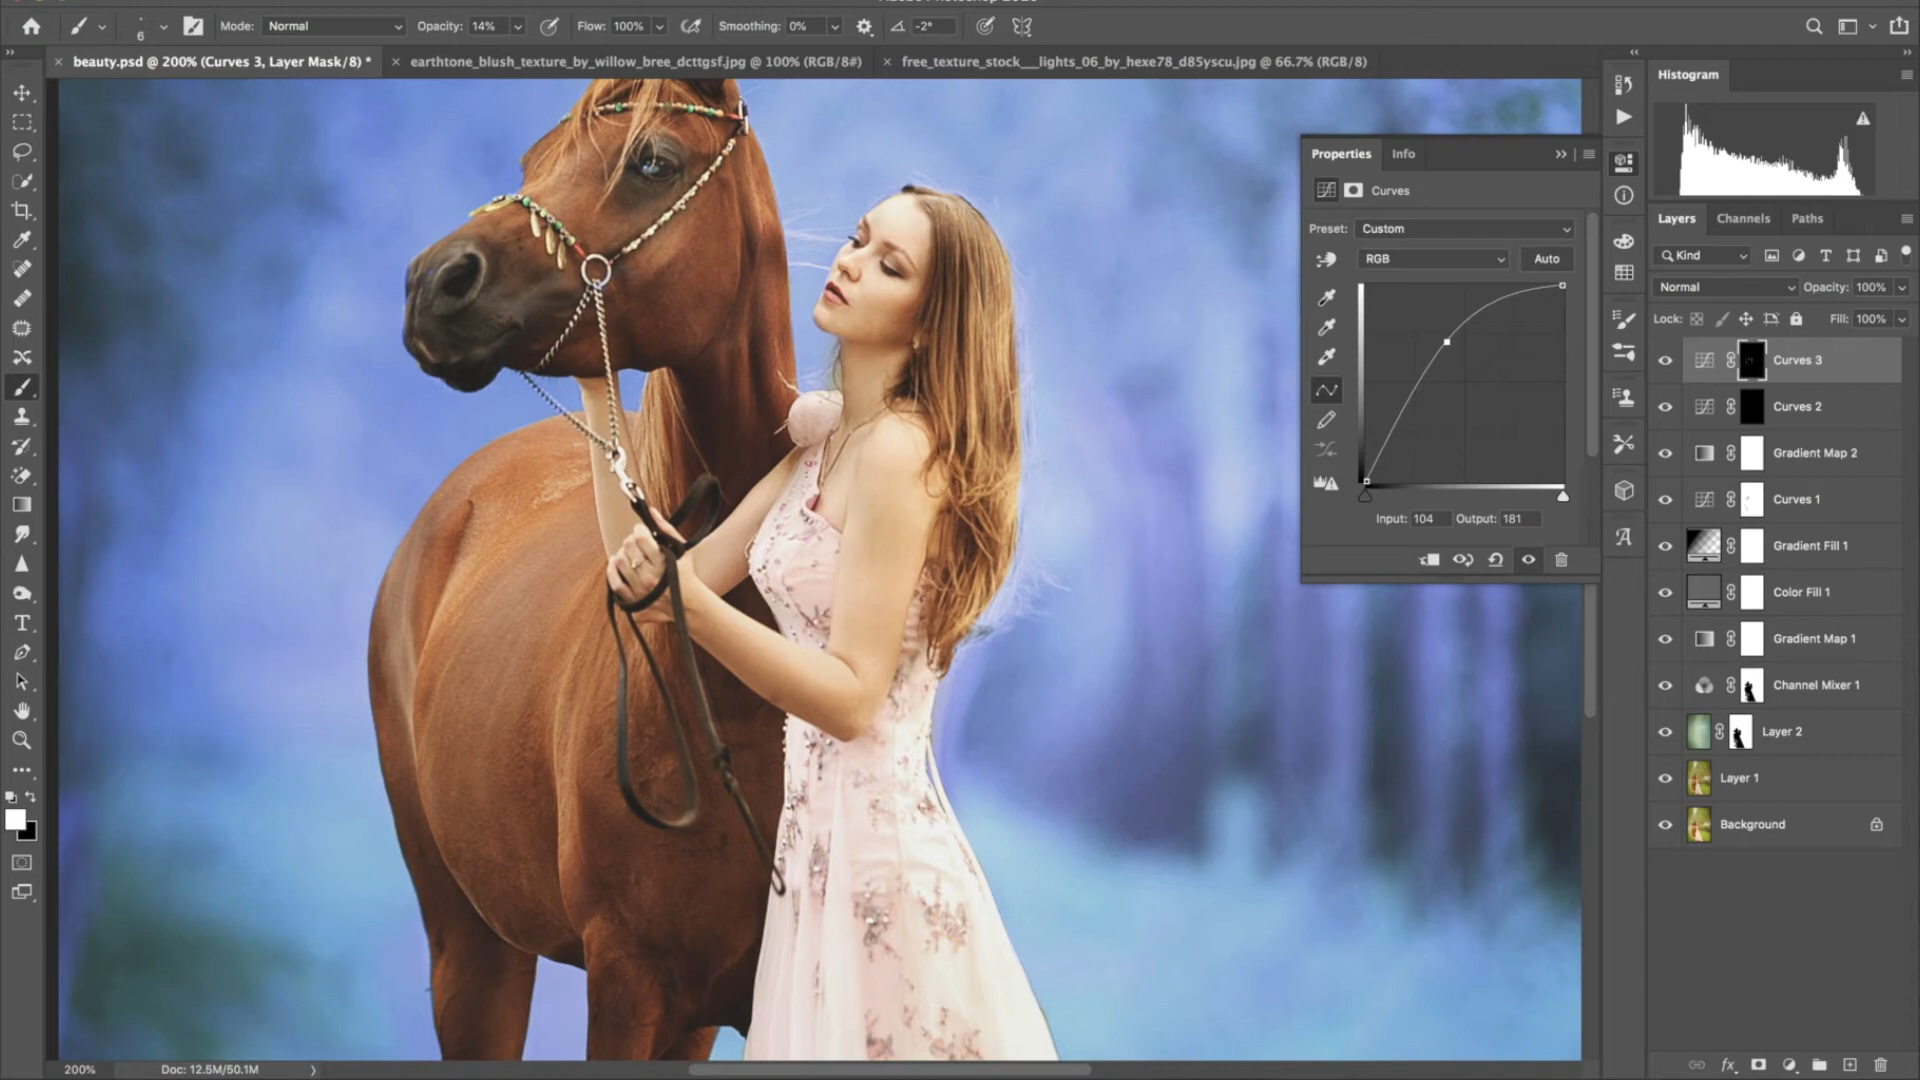 6
Mode: Normal
Opacity: 14%
Flow: 100%
Smoothing: 0%
-2°
beauty.psd @ 200% (Curves 3, Layer Mask/8) *
earthtone_blush_texture_by_willow_bree_dcttgsf.jpg @ 100% (RGB/8#)
free_texture_stock__lights_06_by_hexe78_d85yscu.jpg @ 66.7% (RGB/8)
Histogram
Properties
Info
Curves
Preset: Custom
RGB
Auto
Input: 104 Output: 181
Layers
Channels
Paths
Kind
Normal
Opacity: 100%
Lock:
Fill: 100%
Curves 3
Curves 2
Gradient Map 2
Curves 1
Gradient Fill 1
Color Fill 1
Gradient Map 1
Channel Mixer 1
Layer 2
Layer 1
Background
fx
200%
Doc: 12.5M/50.1M